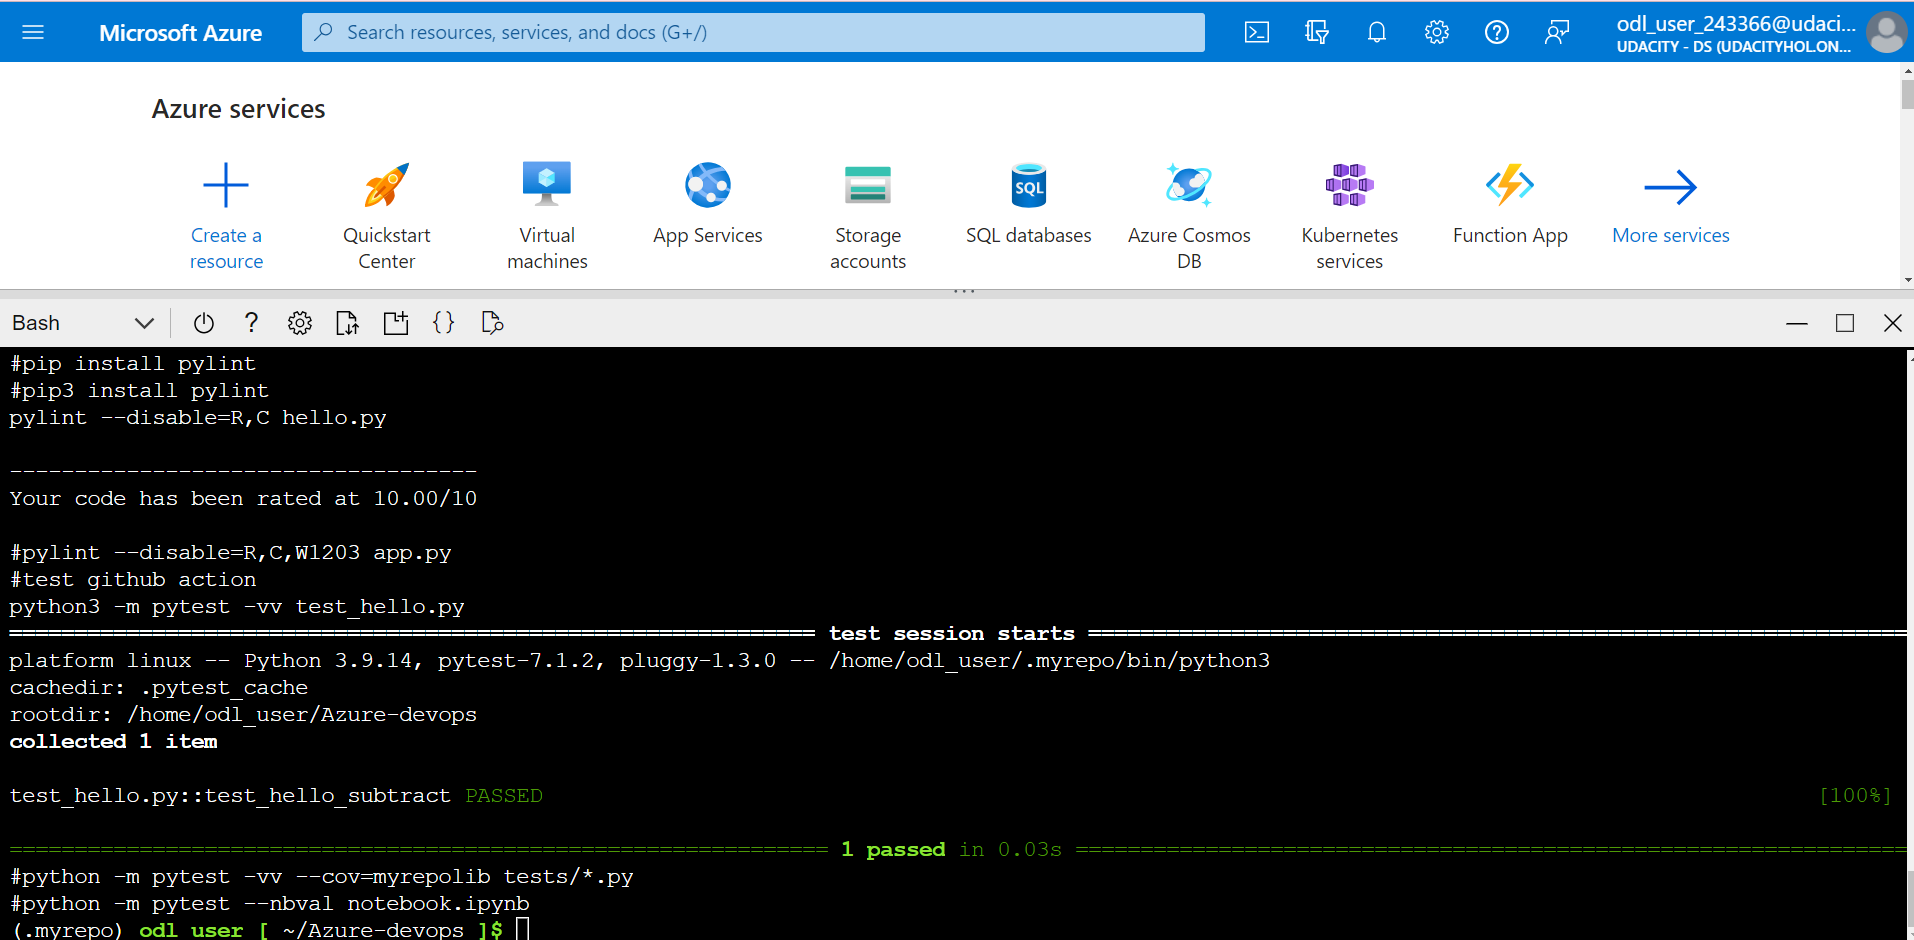 Microsoft Azure
Search resources, services, and docs (G+/)
odl_user_243366@udaci...
UDACITY - DS (UDACITYHOL.ON...
Azure services
Create a resource
Quickstart Center
Virtual machines
App Services
Storage accounts
SQL
SQL databases
Azure Cosmos DB
Kubernetes services
Function App
More services
Bash
#pip install pylint
#pip3 install pylint
pylint --disable=R,C hello.py
------------------------------------
Your code has been rated at 10.00/10
#pylint --disable=R,C,W1203 app.py
#test github action
python3 -m pytest -vv test_hello.py
============================================================== test session starts ===============================================================
platform linux -- Python 3.9.14, pytest-7.1.2, pluggy-1.3.0 -- /home/odl_user/.myrepo/bin/python3
cachedir: .pytest_cache
rootdir: /home/odl_user/Azure-devops
collected 1 item
test_hello.py::test_hello_subtract PASSED [100%]
=============================================================== 1 passed in 0.03s ================================================================
#python -m pytest -vv --cov=myrepolib tests/*.py
#python -m pytest --nbval notebook.ipynb
(.myrepo) odl_user [ ~/Azure-devops ]$